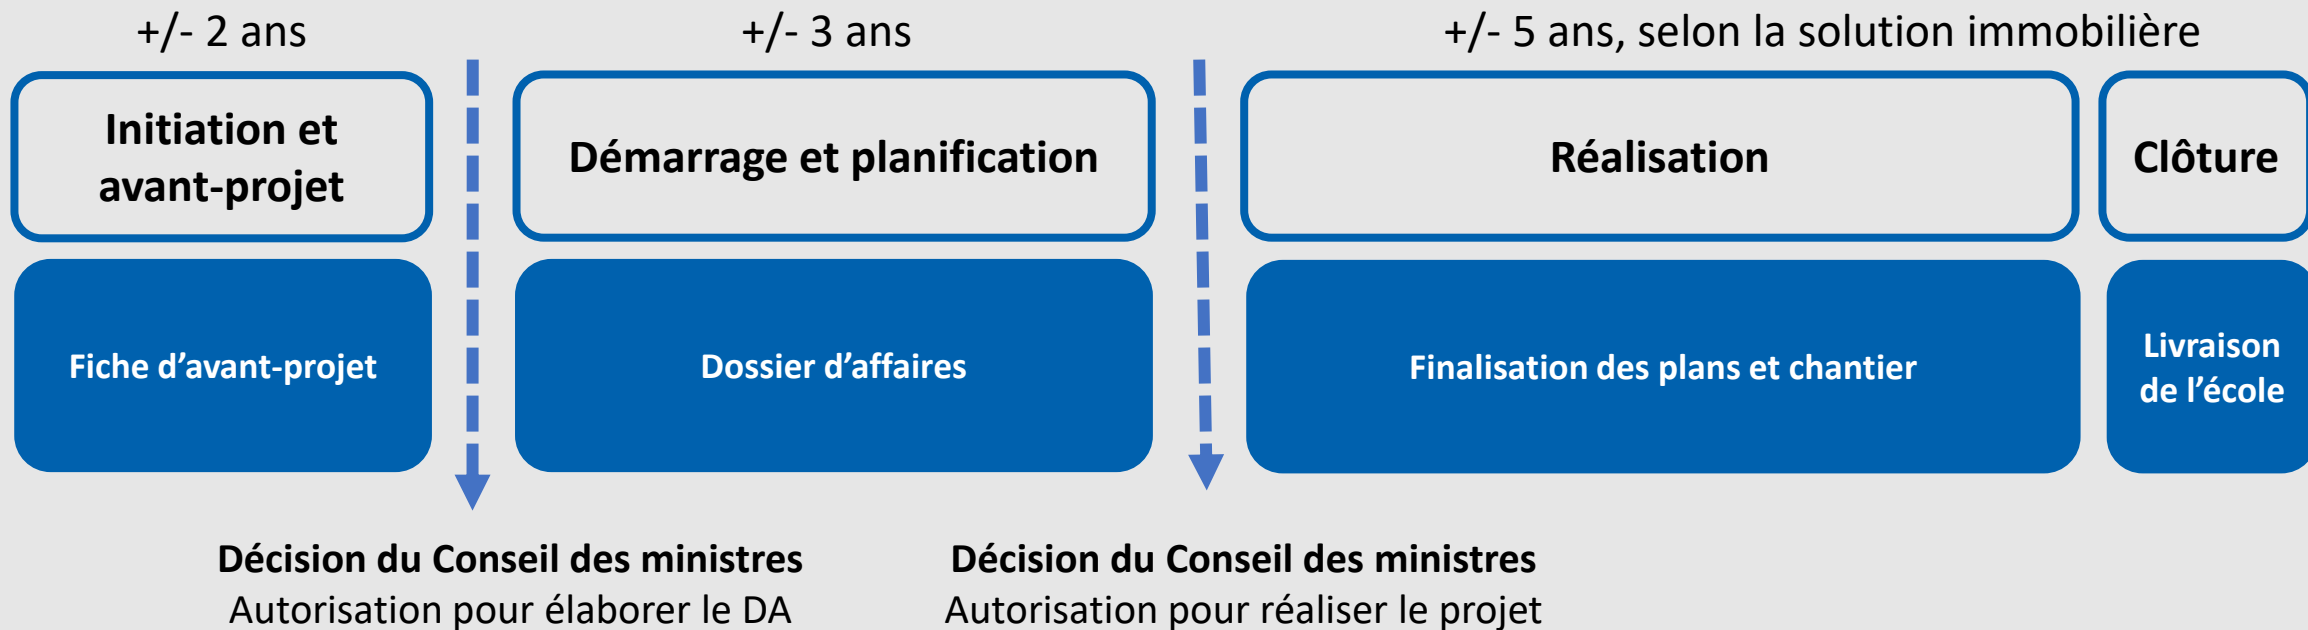 +/- 2 ans
+/- 3 ans
+/- 5 ans, selon la solution immobilière
Initiation et
avant-projet
Démarrage et planification
Réalisation
Clôture
Fiche d’avant-projet
Dossier d’affaires
Finalisation des plans et chantier
Livraison
de l’école
Décision du Conseil des ministres
Autorisation pour élaborer le DA
Décision du Conseil des ministres
Autorisation pour réaliser le projet